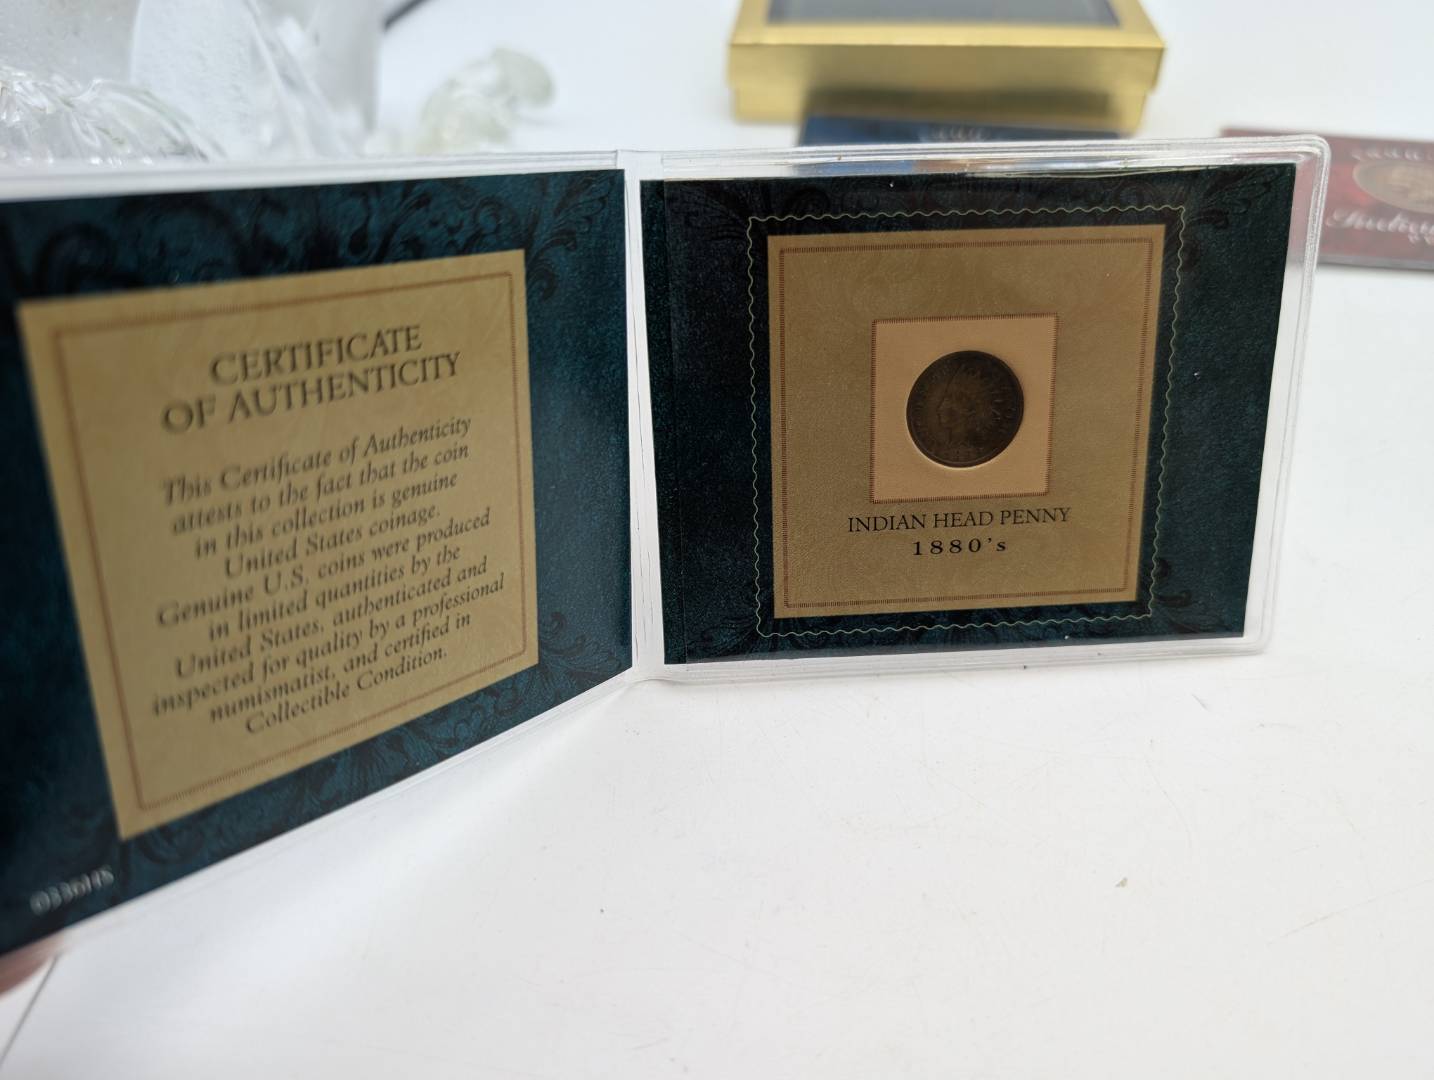 CERTIFICATE
OF AUTHENTICITY
This Certificate of Authenticity
attests to the fact that the coin
in this collection is genuine
United States coinage.
Genuine U.S. coins were produced
in limited quantities by the
United States, authenticated and
inspected for quality by a professional
numismatist, and certified in
Collectible Condition.
INDIAN HEAD PENNY
1880's